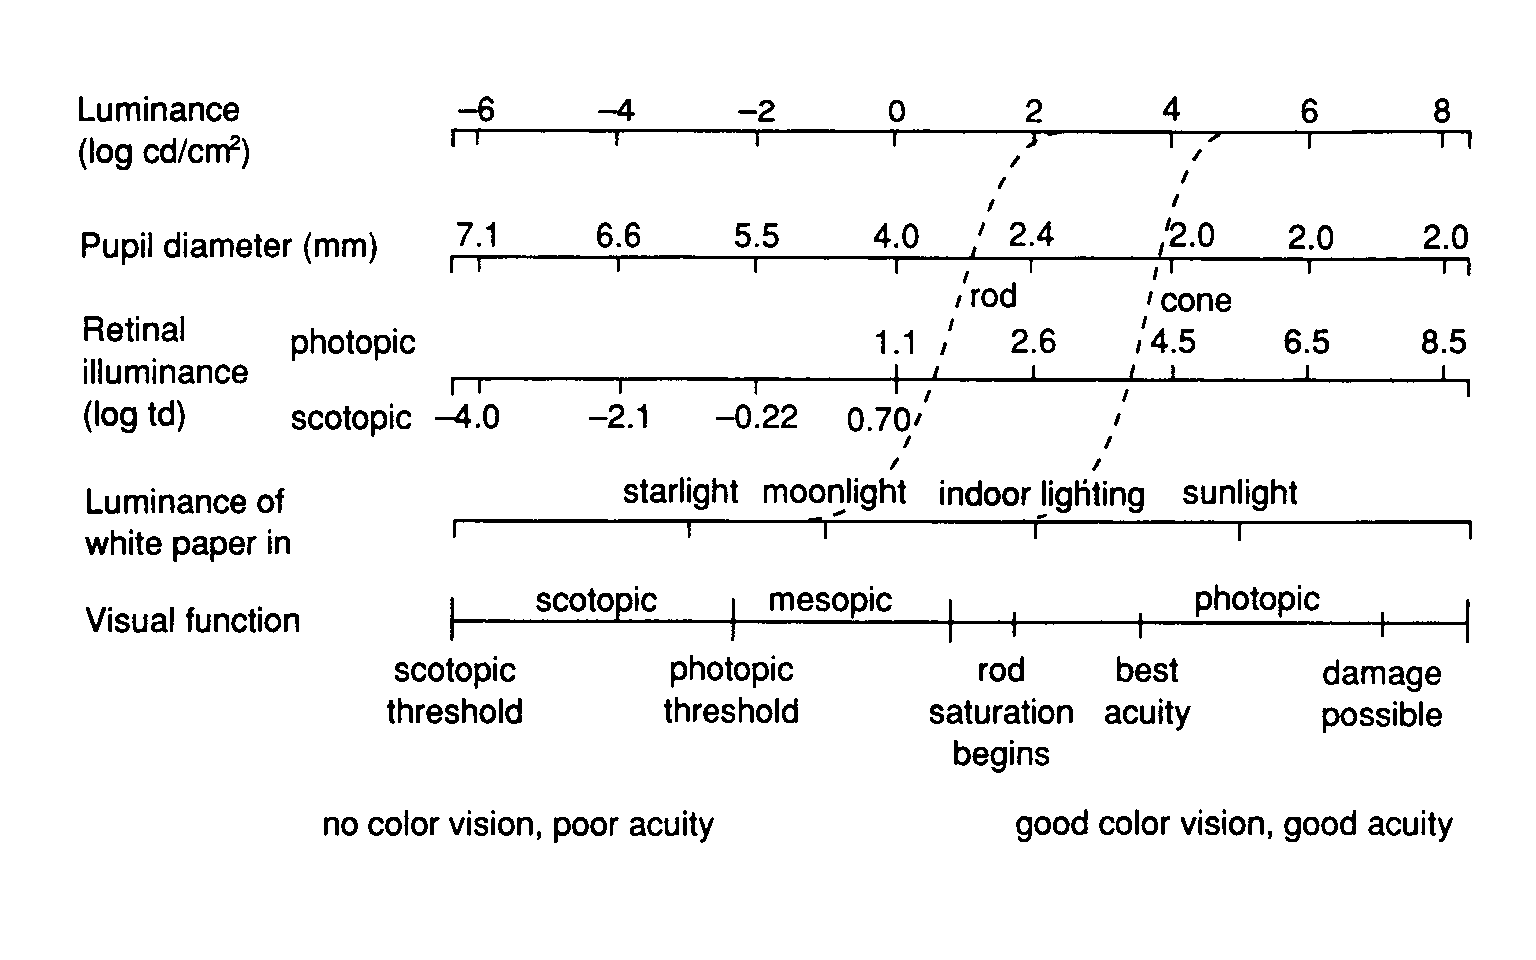 Luminance −6 −4 −2 0 2 4 6 8
(log cd/cm²)
Pupil diameter (mm) 7.1 6.6 5.5 4.0 2.4 2.0 2.0 2.0
rod cone
Retinal
photopic 1.1 2.6 4.5 6.5 8.5
illuminance
(log td) scotopic −4.0 −2.1 −0.22 0.70
starlight moonlight indoor lighting sunlight
Luminance of
white paper in
scotopic mesopic photopic
Visual function
scotopic photopic rod best damage
threshold threshold saturation acuity possible
begins
no color vision, poor acuity good color vision, good acuity